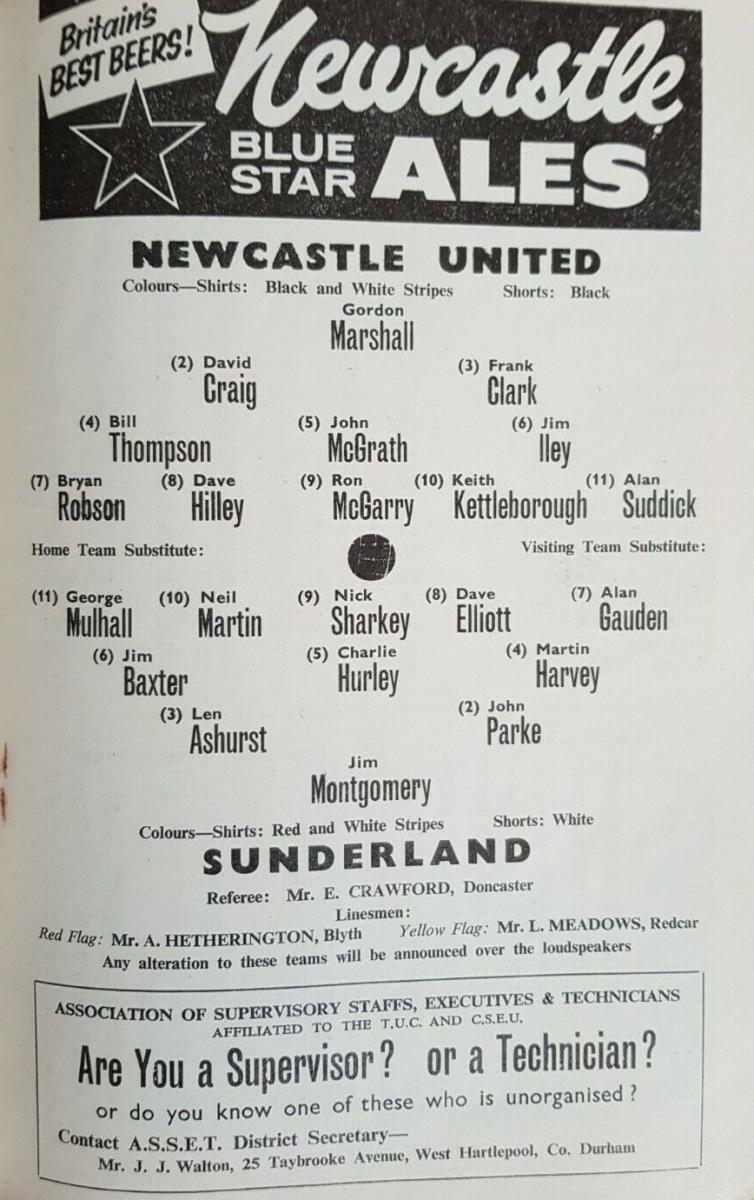 Britain's
BEST BEERS!
Newcastle
BLUE
STAR ALES
NEWCASTLE UNITED
Colours—Shirts: Black and White Stripes Shorts: Black
Gordon
Marshall
(2) David (3) Frank
Craig Clark
(4) Bill (5) John (6) Jim
Thompson McGrath Iley
(7) Bryan (8) Dave (9) Ron (10) Keith (11) Alan
Robson Hilley McGarry Kettleborough Suddick
Home Team Substitute: Visiting Team Substitute:
(11) George (10) Neil (9) Nick (8) Dave (7) Alan
Mulhall Martin Sharkey Elliott Gauden
(6) Jim (5) Charlie (4) Martin
Baxter Hurley Harvey
(3) Len (2) John
Ashurst Parke
Jim
Montgomery
Colours—Shirts: Red and White Stripes Shorts: White
SUNDERLAND
Referee: Mr. E. CRAWFORD, Doncaster
Linesmen:
Red Flag: Mr. A. HETHERINGTON, Blyth Yellow Flag: Mr. L. MEADOWS, Redcar
Any alteration to these teams will be announced over the loudspeakers
ASSOCIATION OF SUPERVISORY STAFFS, EXECUTIVES & TECHNICIANS
AFFILIATED TO THE T.U.C. AND C.S.E.U.
Are You a Supervisor? or a Technician?
or do you know one of these who is unorganised?
Contact A.S.S.E.T. District Secretary—
Mr. J. J. Walton, 25 Taybrooke Avenue, West Hartlepool, Co. Durham